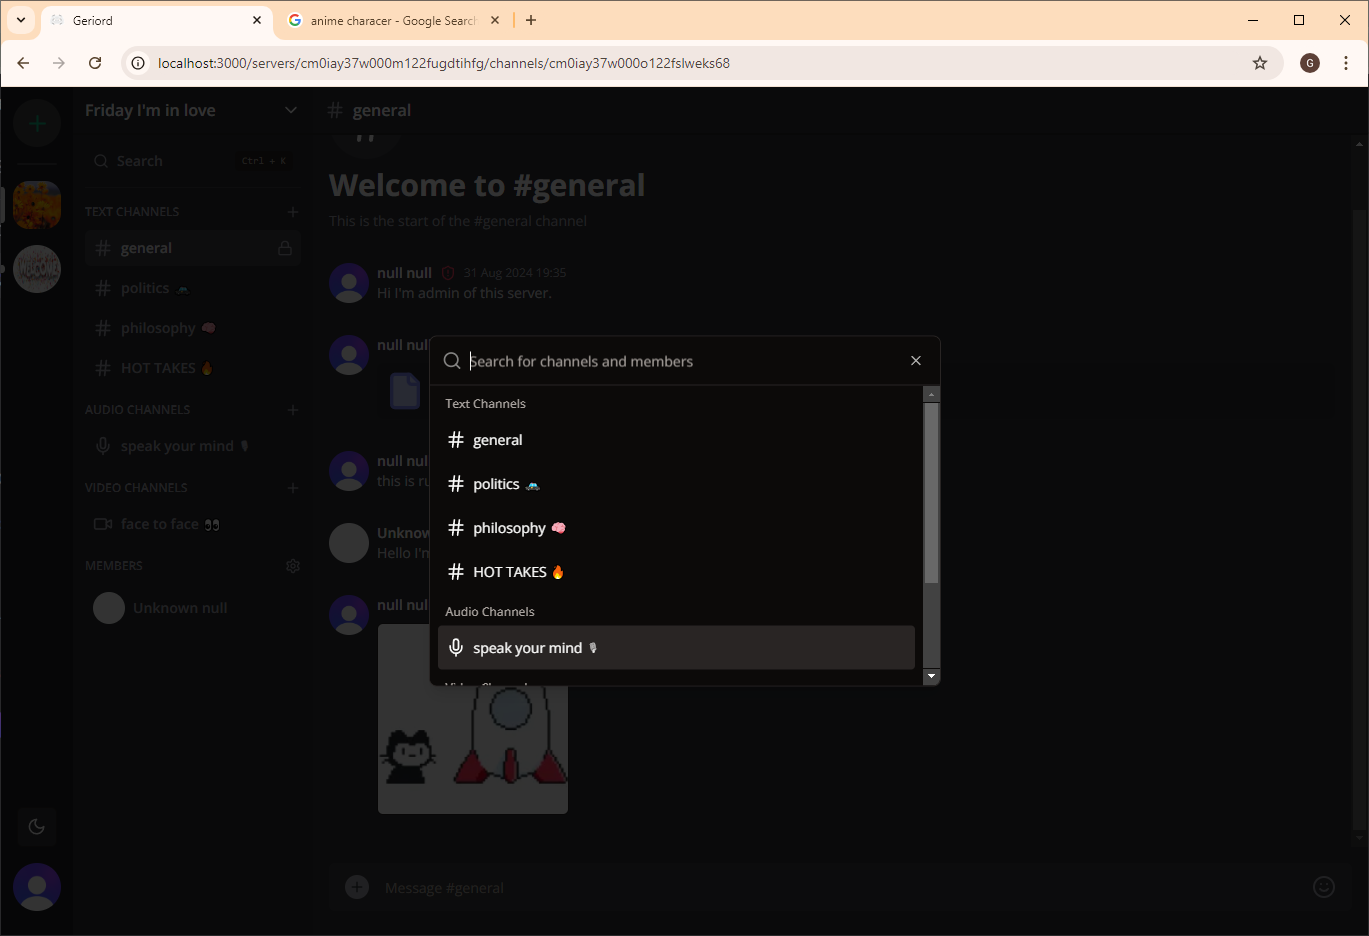 Geriord
anime characer - Google Search
localhost:3000/servers/cm0iay37w000m122fugdtihfg/channels/cm0iay37w000o122fslweks68
G
Friday I'm in love
# general
Search
Ctrl + K
Welcome to #general
This is the start of the #general channel
TEXT CHANNELS
# general
# politics
# philosophy
# HOT TAKES
AUDIO CHANNELS
speak your mind
VIDEO CHANNELS
face to face
MEMBERS
Unknown null
WELCOME
null null 31 Aug 2024 19:35
Hi I'm admin of this server.
null nul
null nul
this is
Unknow
Hello I'm
null nul
Search for channels and members
Text Channels
# general
# politics
# philosophy
# HOT TAKES
Audio Channels
speak your mind
Message #general